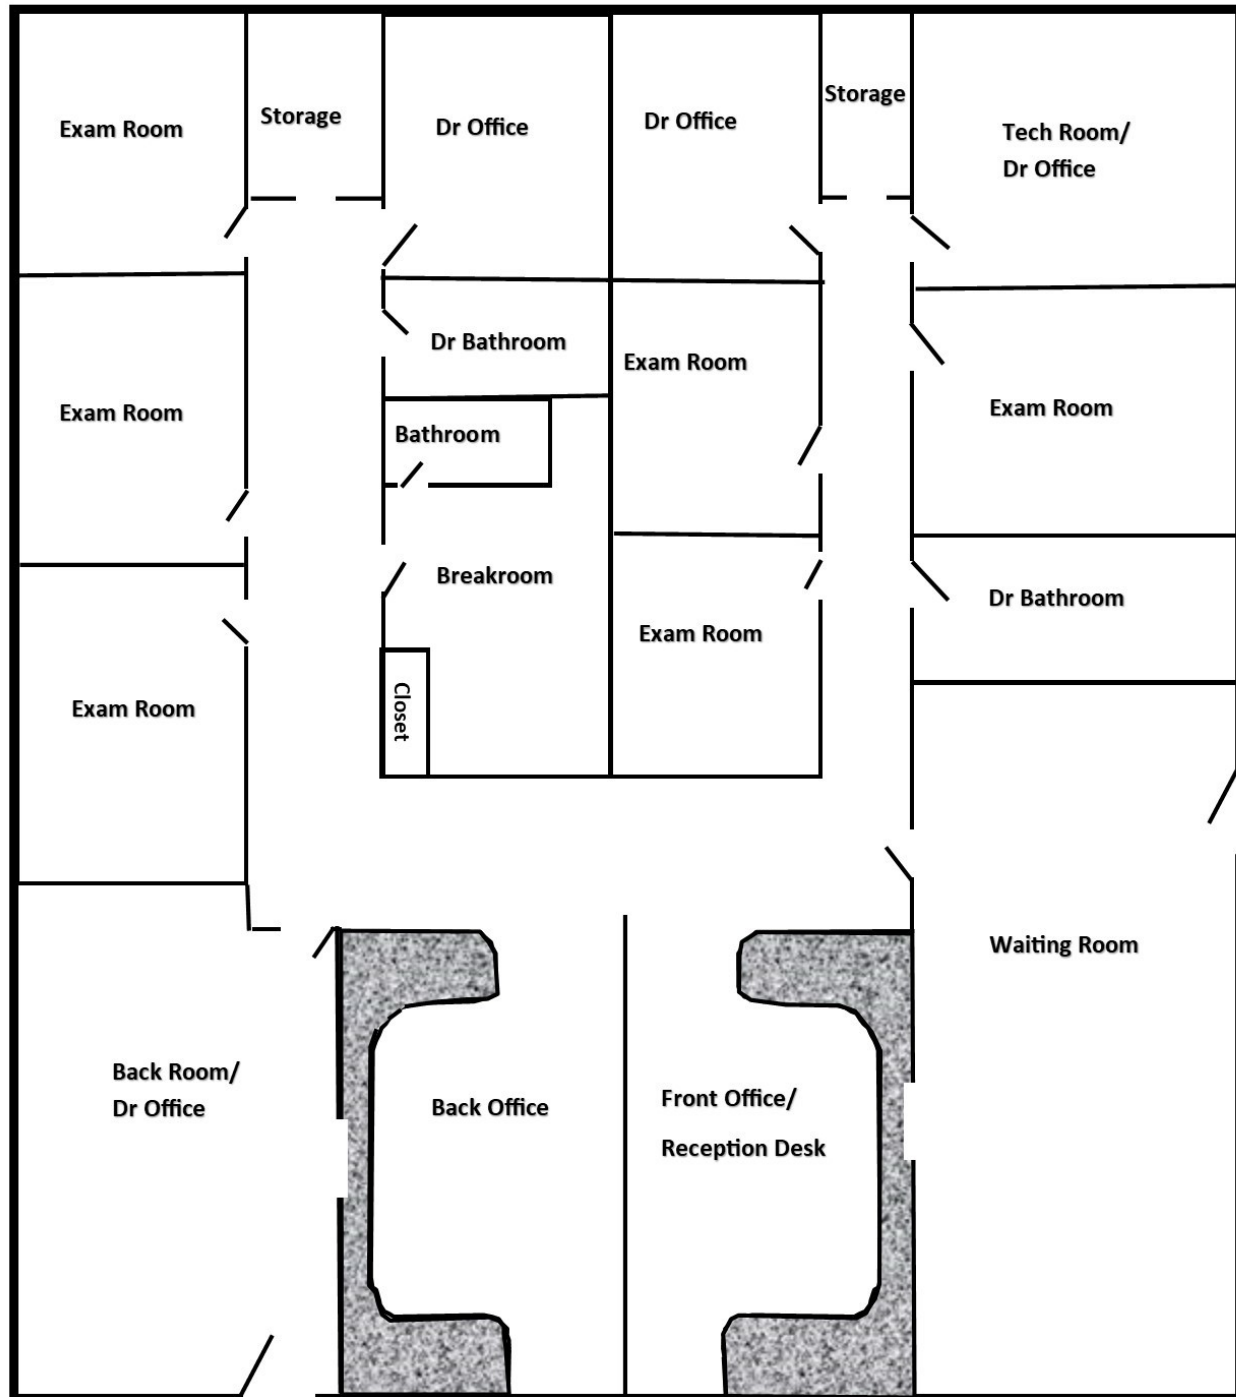 Exam Room
Storage
Dr Office
Dr Office
Storage
Tech Room/
Dr Office
Exam Room
Dr Bathroom
Bathroom
Exam Room
Exam Room
Breakroom
Exam Room
Dr Bathroom
Exam Room
Closet
Waiting Room
Back Room/
Dr Office
Back Office
Front Office/
Reception Desk